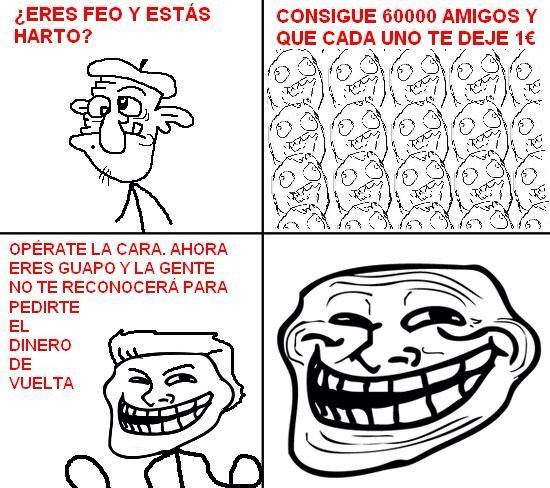 ¿ERES FEO Y ESTÁS
HARTO?
CONSIGUE 60000 AMIGOS Y
QUE CADA UNO TE DEJE 1€
OPÉRATE LA CARA. AHORA
ERES GUAPO Y LA GENTE
NO TE RECONOCERÁ PARA
PEDIRTE
EL
DINERO
DE
VUELTA